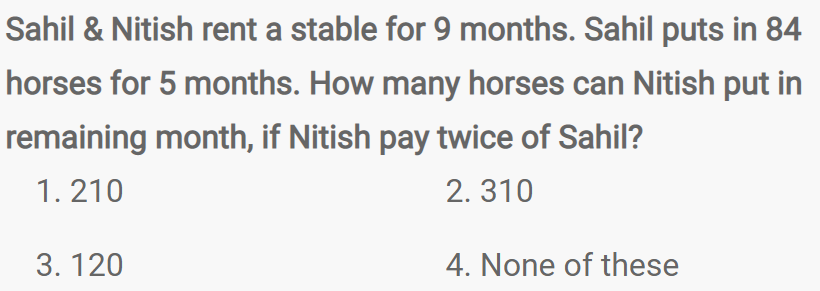 Sahil & Nitish rent a stable for 9 months. Sahil puts in 84
horses for 5 months. How many horses can Nitish put in
remaining month, if Nitish pay twice of Sahil?
1. 210 2. 310
3. 120 4. None of these